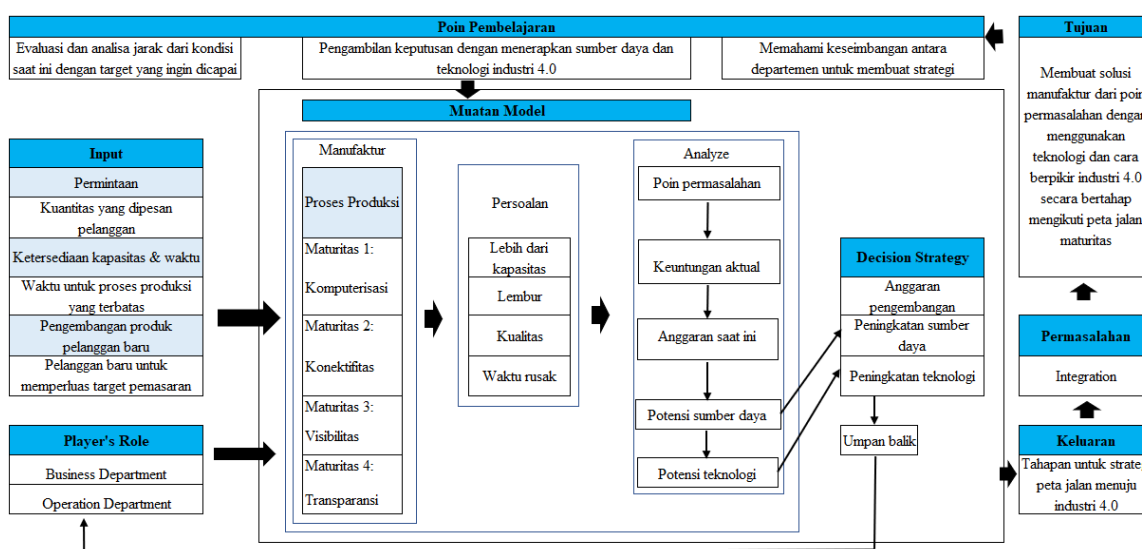 Poin Pembelajaran
Evaluasi dan analisa jarak dari kondisi
saat ini dengan target yang ingin dicapai
Pengambilan keputusan dengan menerapkan sumber daya dan
teknologi industri 4.0
Memahami keseimbangan antara
departemen untuk membuat strategi
Tujuan
Membuat solusi
manufaktur dari poin
permasalahan dengan
menggunakan
teknologi dan cara
berpikir industri 4.0
secara bertahap
mengikuti peta jalan
maturitas
Muatan Model
Input
Permintaan
Kuantitas yang dipesan
pelanggan
Ketersediaan kapasitas & waktu
Waktu untuk proses produksi
yang terbatas
Pengembangan produk
pelanggan baru
Pelanggan baru untuk
memperluas target pemasaran
Player's Role
Business Department
Operation Department
Manufaktur
Proses Produksi
Maturitas 1:
Komputerisasi
Maturitas 2:
Konektifitas
Maturitas 3:
Visibilitas
Maturitas 4:
Transparansi
Persoalan
Lebih dari
kapasitas
Lembur
Kualitas
Waktu rusak
Analyze
Poin permasalahan
Keuntungan aktual
Anggaran saat ini
Potensi sumber daya
Potensi teknologi
Decision Strategy
Anggaran
pengembangan
Peningkatan sumber
daya
Peningkatan teknologi
Umpan balik
Permasalahan
Integration
Keluaran
Tahapan untuk strateg
peta jalan menuju
industri 4.0